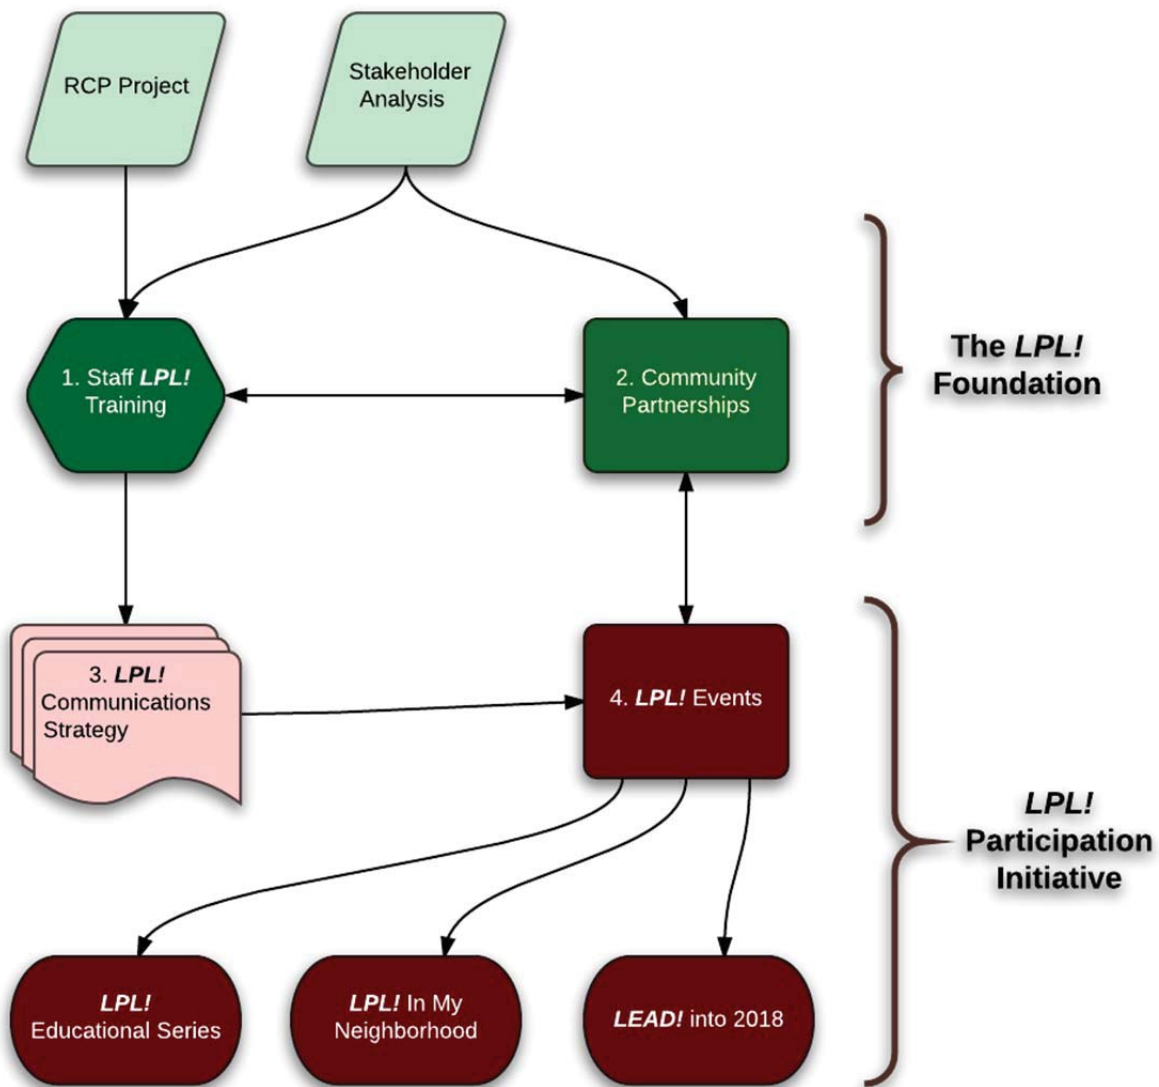 RCP Project
Stakeholder
Analysis
1. Staff LPL!
Training
2. Community
Partnerships
The LPL!
Foundation
3. LPL!
Communications
Strategy
4. LPL! Events
LPL!
Participation
Initiative
LPL!
Educational Series
LPL! In My
Neighborhood
LEAD! into 2018